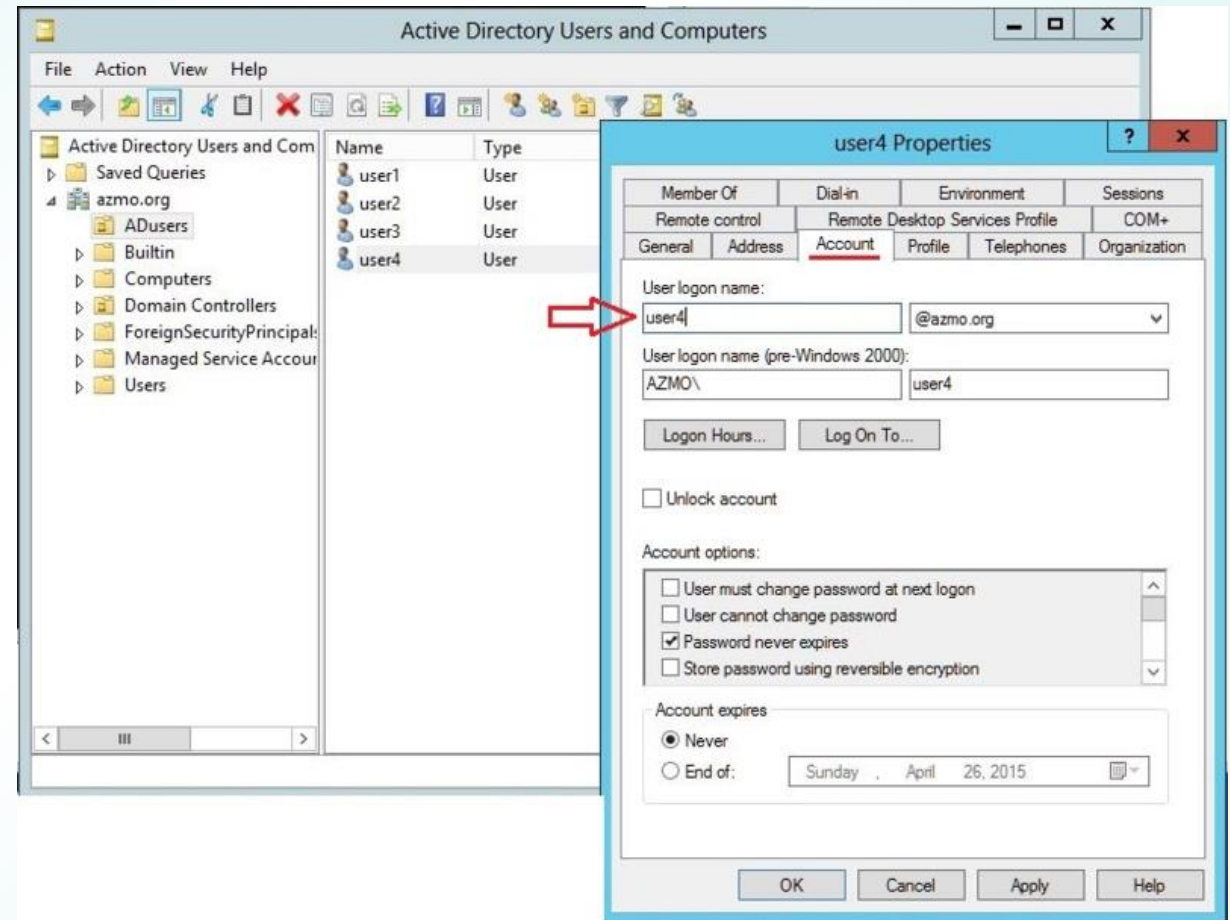 Active Directory Users and Computers
File Action View Help
Active Directory Users and Com
Saved Queries
azmo.org
ADusers
Builtin
Computers
Domain Controllers
ForeignSecurityPrincipals
Managed Service Accour
Users
Name Type
user1 User
user2 User
user3 User
user4 User
user4 Properties
Member Of Dial-in Environment Sessions
Remote control Remote Desktop Services Profile COM+
General Address Account Profile Telephones Organization
User logon name:
user4 @azmo.org
User logon name (pre-Windows 2000):
AZMO\ user4
Logon Hours... Log On To...
Unlock account
Account options:
User must change password at next logon
User cannot change password
Password never expires
Store password using reversible encryption
Account expires
Never
End of: Sunday , April 26, 2015
OK Cancel Apply Help